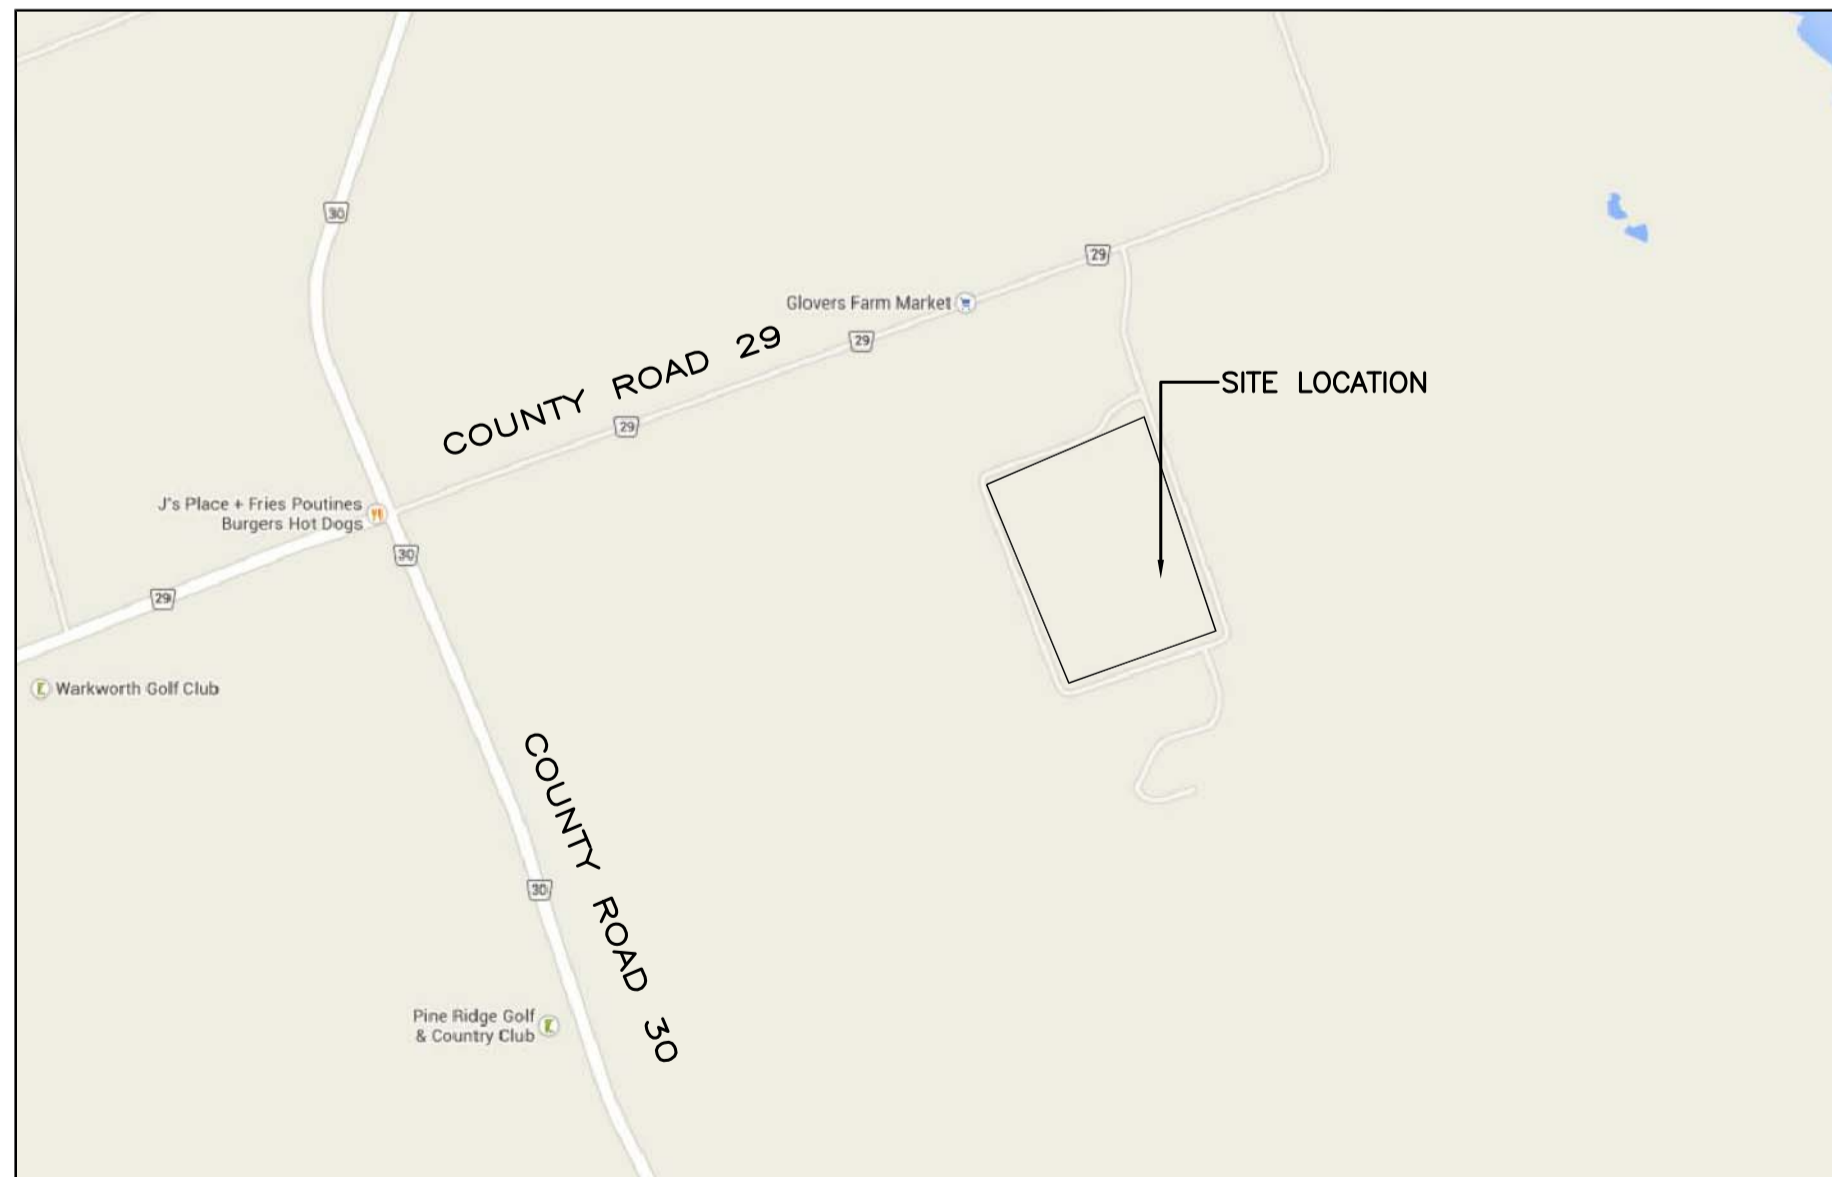 30
29
Glovers Farm Market
29
COUNTY ROAD 29
SITE LOCATION
29
J's Place + Fries Poutines
Burgers Hot Dogs
30
29
Warkworth Golf Club
COUNTY ROAD 30
30
Pine Ridge Golf
& Country Club